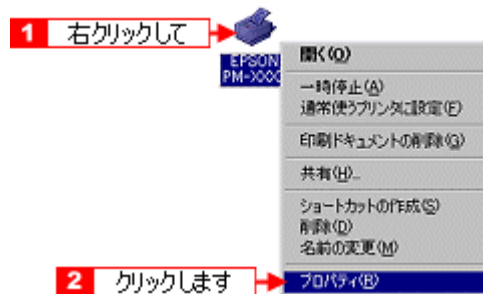 1 右クリックして
EPSON
PM-XXXX
開く(O)
一時停止(A)
通常使うプリンタに設定(F)
印刷ドキュメントの削除(G)
共有(H)...
ショートカットの作成(S)
削除(D)
名前の変更(M)
2 クリックします
プロパティ(R)